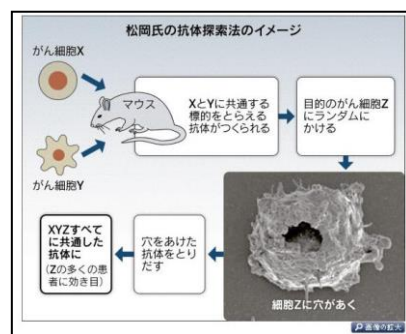 松岡氏の抗体探索法のイメージ
がん細胞X
マウス
がん細胞Y
XとYに共通する
標的をとらえる
抗体がつくられる
目的のがん細胞Z
にランダムに
かける
細胞Zに穴があく
穴をあけた
抗体をとり
だす
XYZすべて
に共通した
抗体に
(Zの多くの患
者に効き目)
画像の拡大